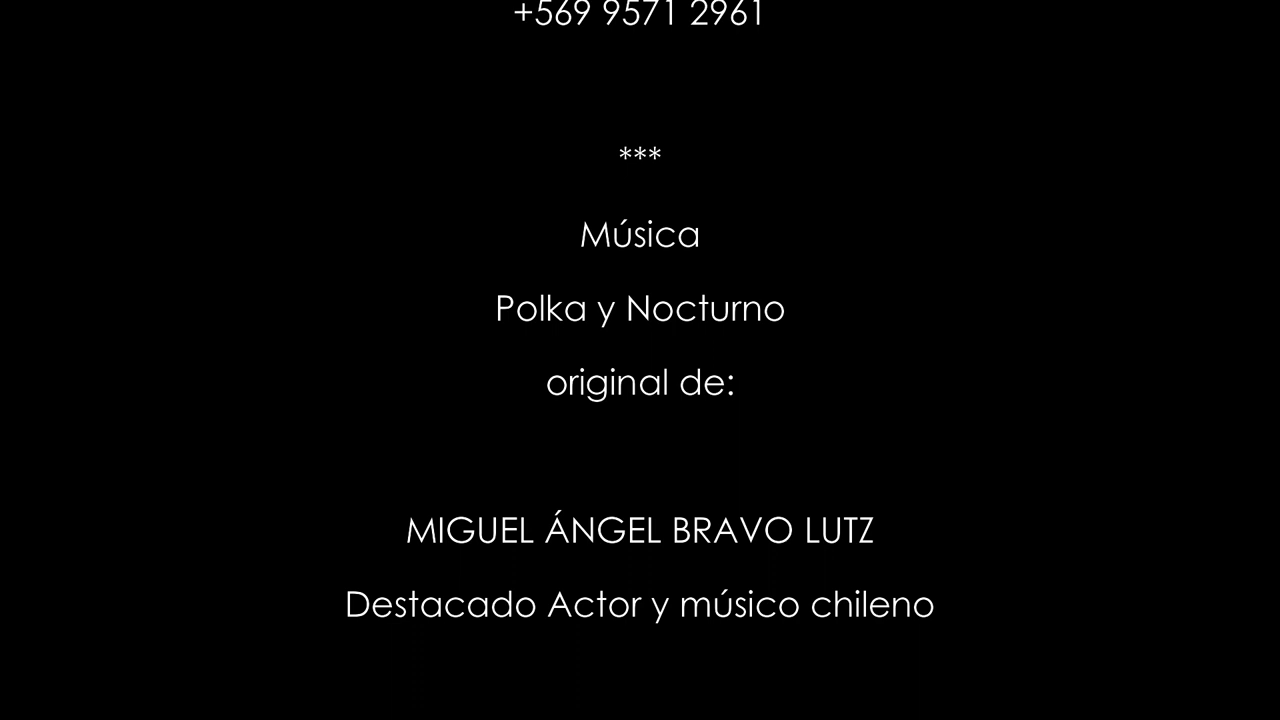 +569 9571 2961
***
Música
Polka y Nocturno
original de:
MIGUEL ÁNGEL BRAVO LUTZ
Destacado Actor y músico chileno